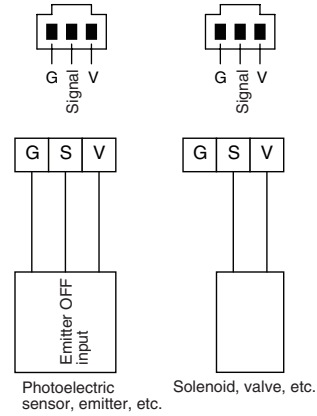 G
Signal
V
G
Signal
V
G S V
G S V
Emitter OFF
input
Photoelectric
sensor, emitter, etc.
Solenoid, valve, etc.